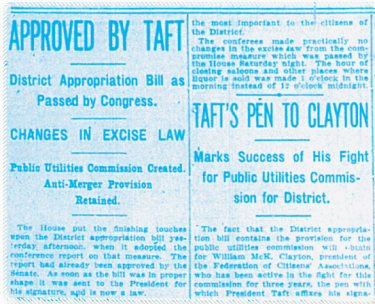 APPROVED BY TAFT
District Appropriation Bill as
Passed by Congress.
CHANGES IN EXCISE LAW
Public Utilities Commission Created.
Anti-Merger Provision
Retained.
The House put the finishing touches
upon the District appropriation bill yes-
terday afternoon, when it adopted the
conference report on that measure. The
report had already been approved by the
Senate. As soon as the bill was in proper
shape it was sent to the President for
his signature, and is now a law.
the most important to the citizens of
the District.
The conferees made practically no
changes in the excise law from the com-
promise measure which was passed by
the House Saturday night. The hour of
closing saloons and other places where
liquor is sold was made 1 o'clock in the
morning instead of 12 o'clock midnight.
TAFT'S PEN TO CLAYTON
Marks Success of His Fight
for Public Utilities Commis-
sion for District.
The fact that the District appropria-
tion bill contains the provision for the
public utilities commission will obtain
for William McK. Clayton, president of
the Federation of Citizens' Associations,
who has been active in the fight for this
commission for three years, the pen with
which President Taft affixes his signa-